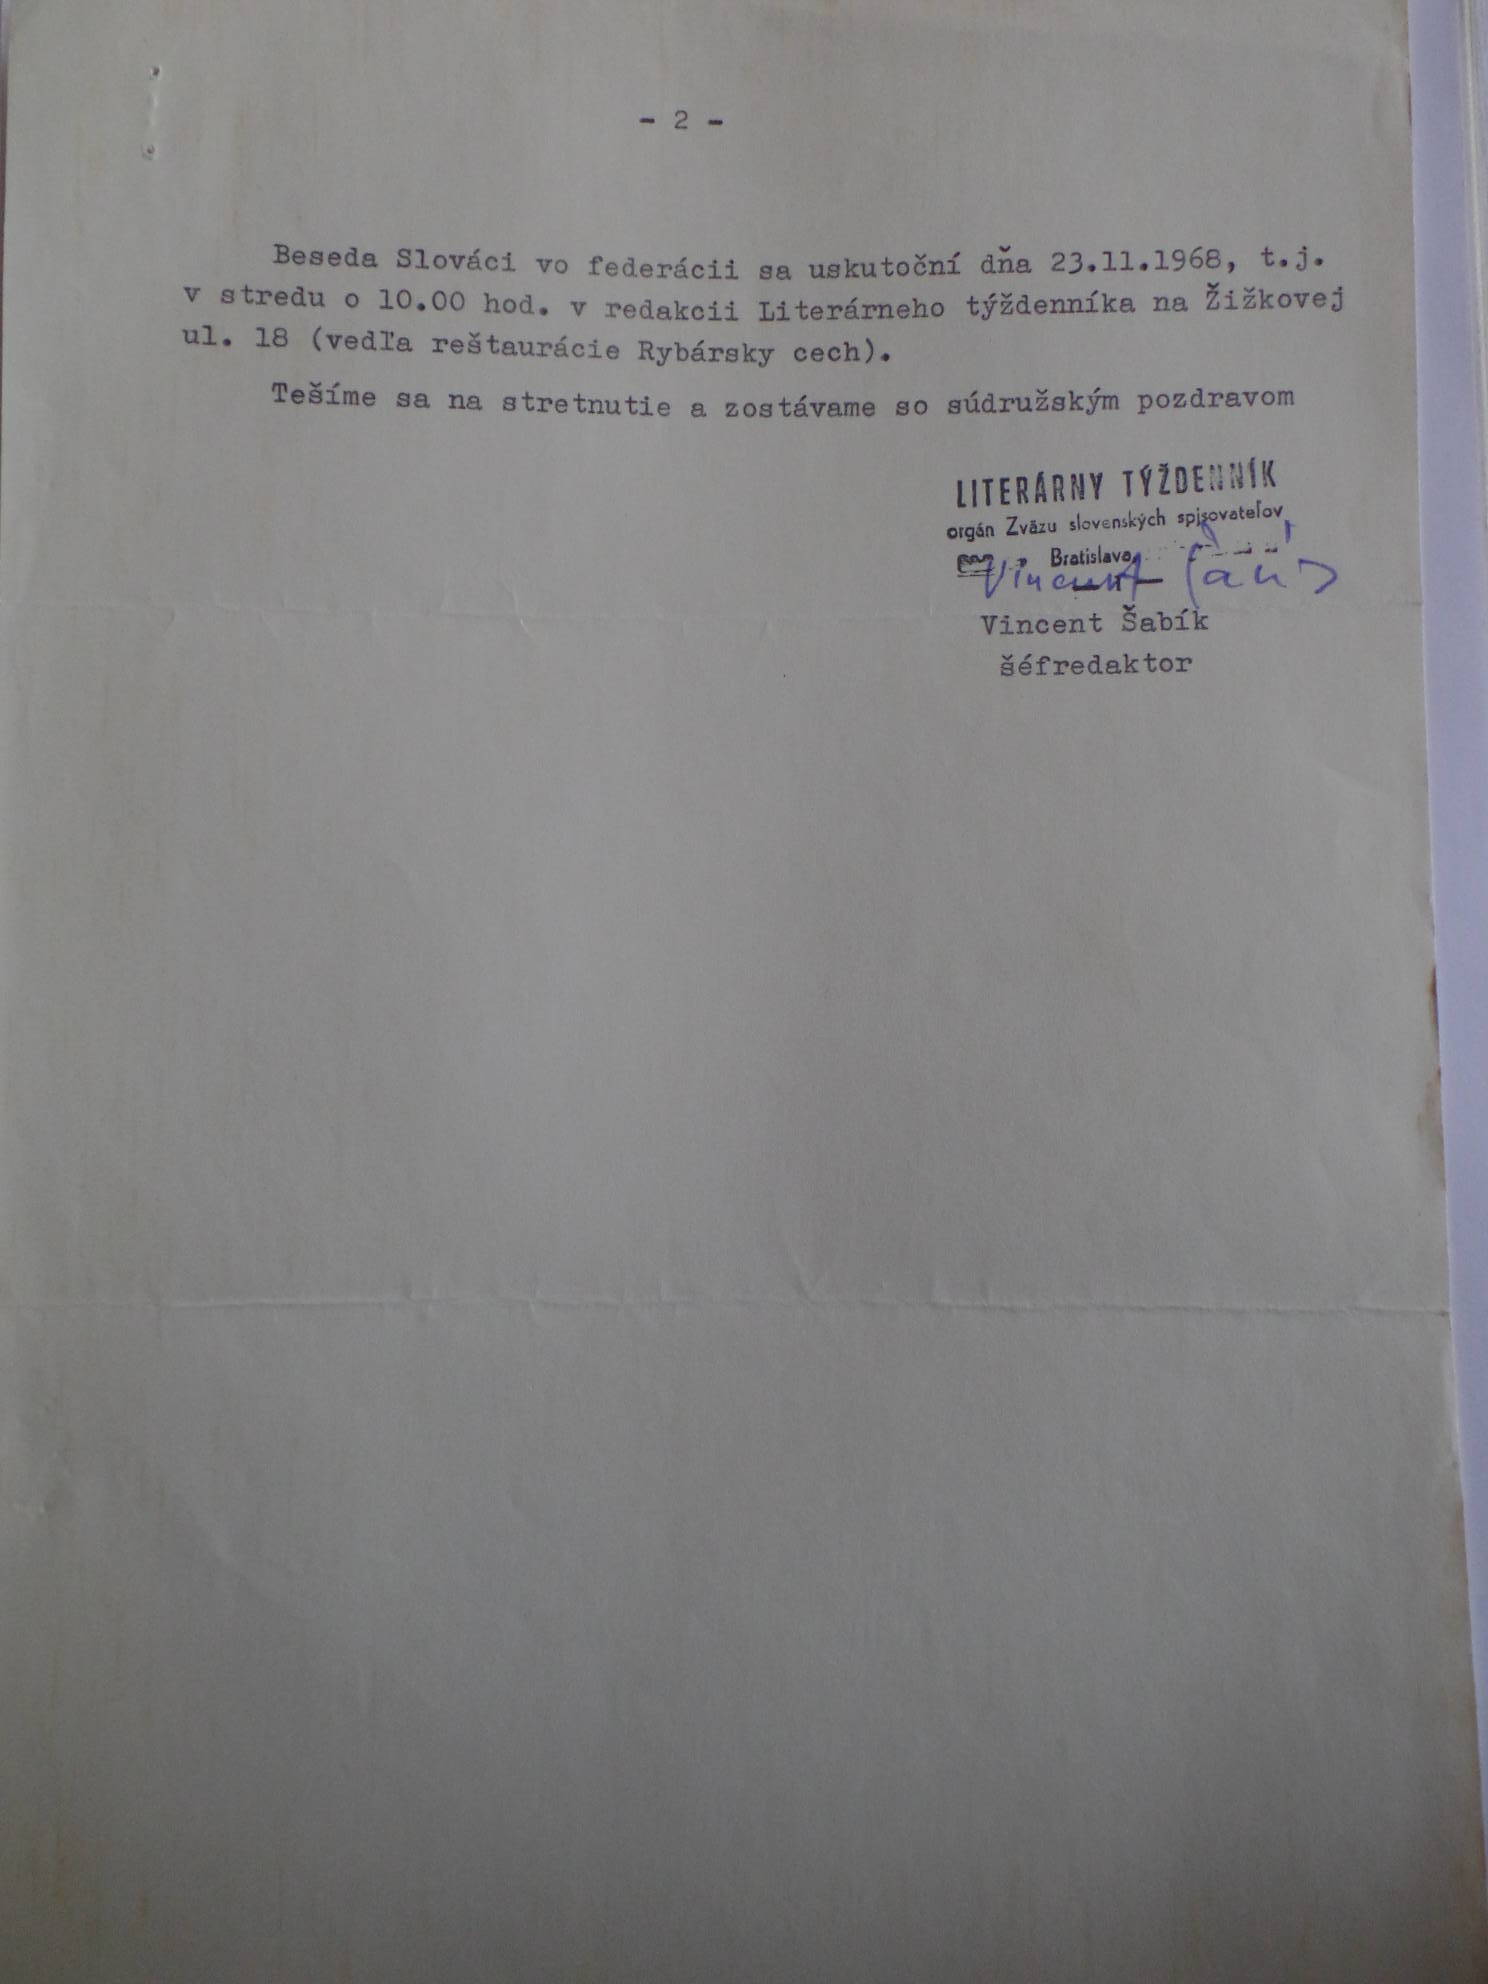 - 2 -
Beseda Slováci vo federácii sa uskutoční dňa 23.11.1968, t.j.
v stredu o 10.00 hod. v redakcii Literárneho týždenníka na Žižkovej
ul. 18 (vedľa reštaurácie Rybársky cech).
Tešíme sa na stretnutie a zostávame so súdružským pozdravom
LITERÁRNY TÝŽDENNÍK
orgán Zväzu slovenských spisovateľov
Bratislava
Vincent
Vincent Šabík
šéfredaktor